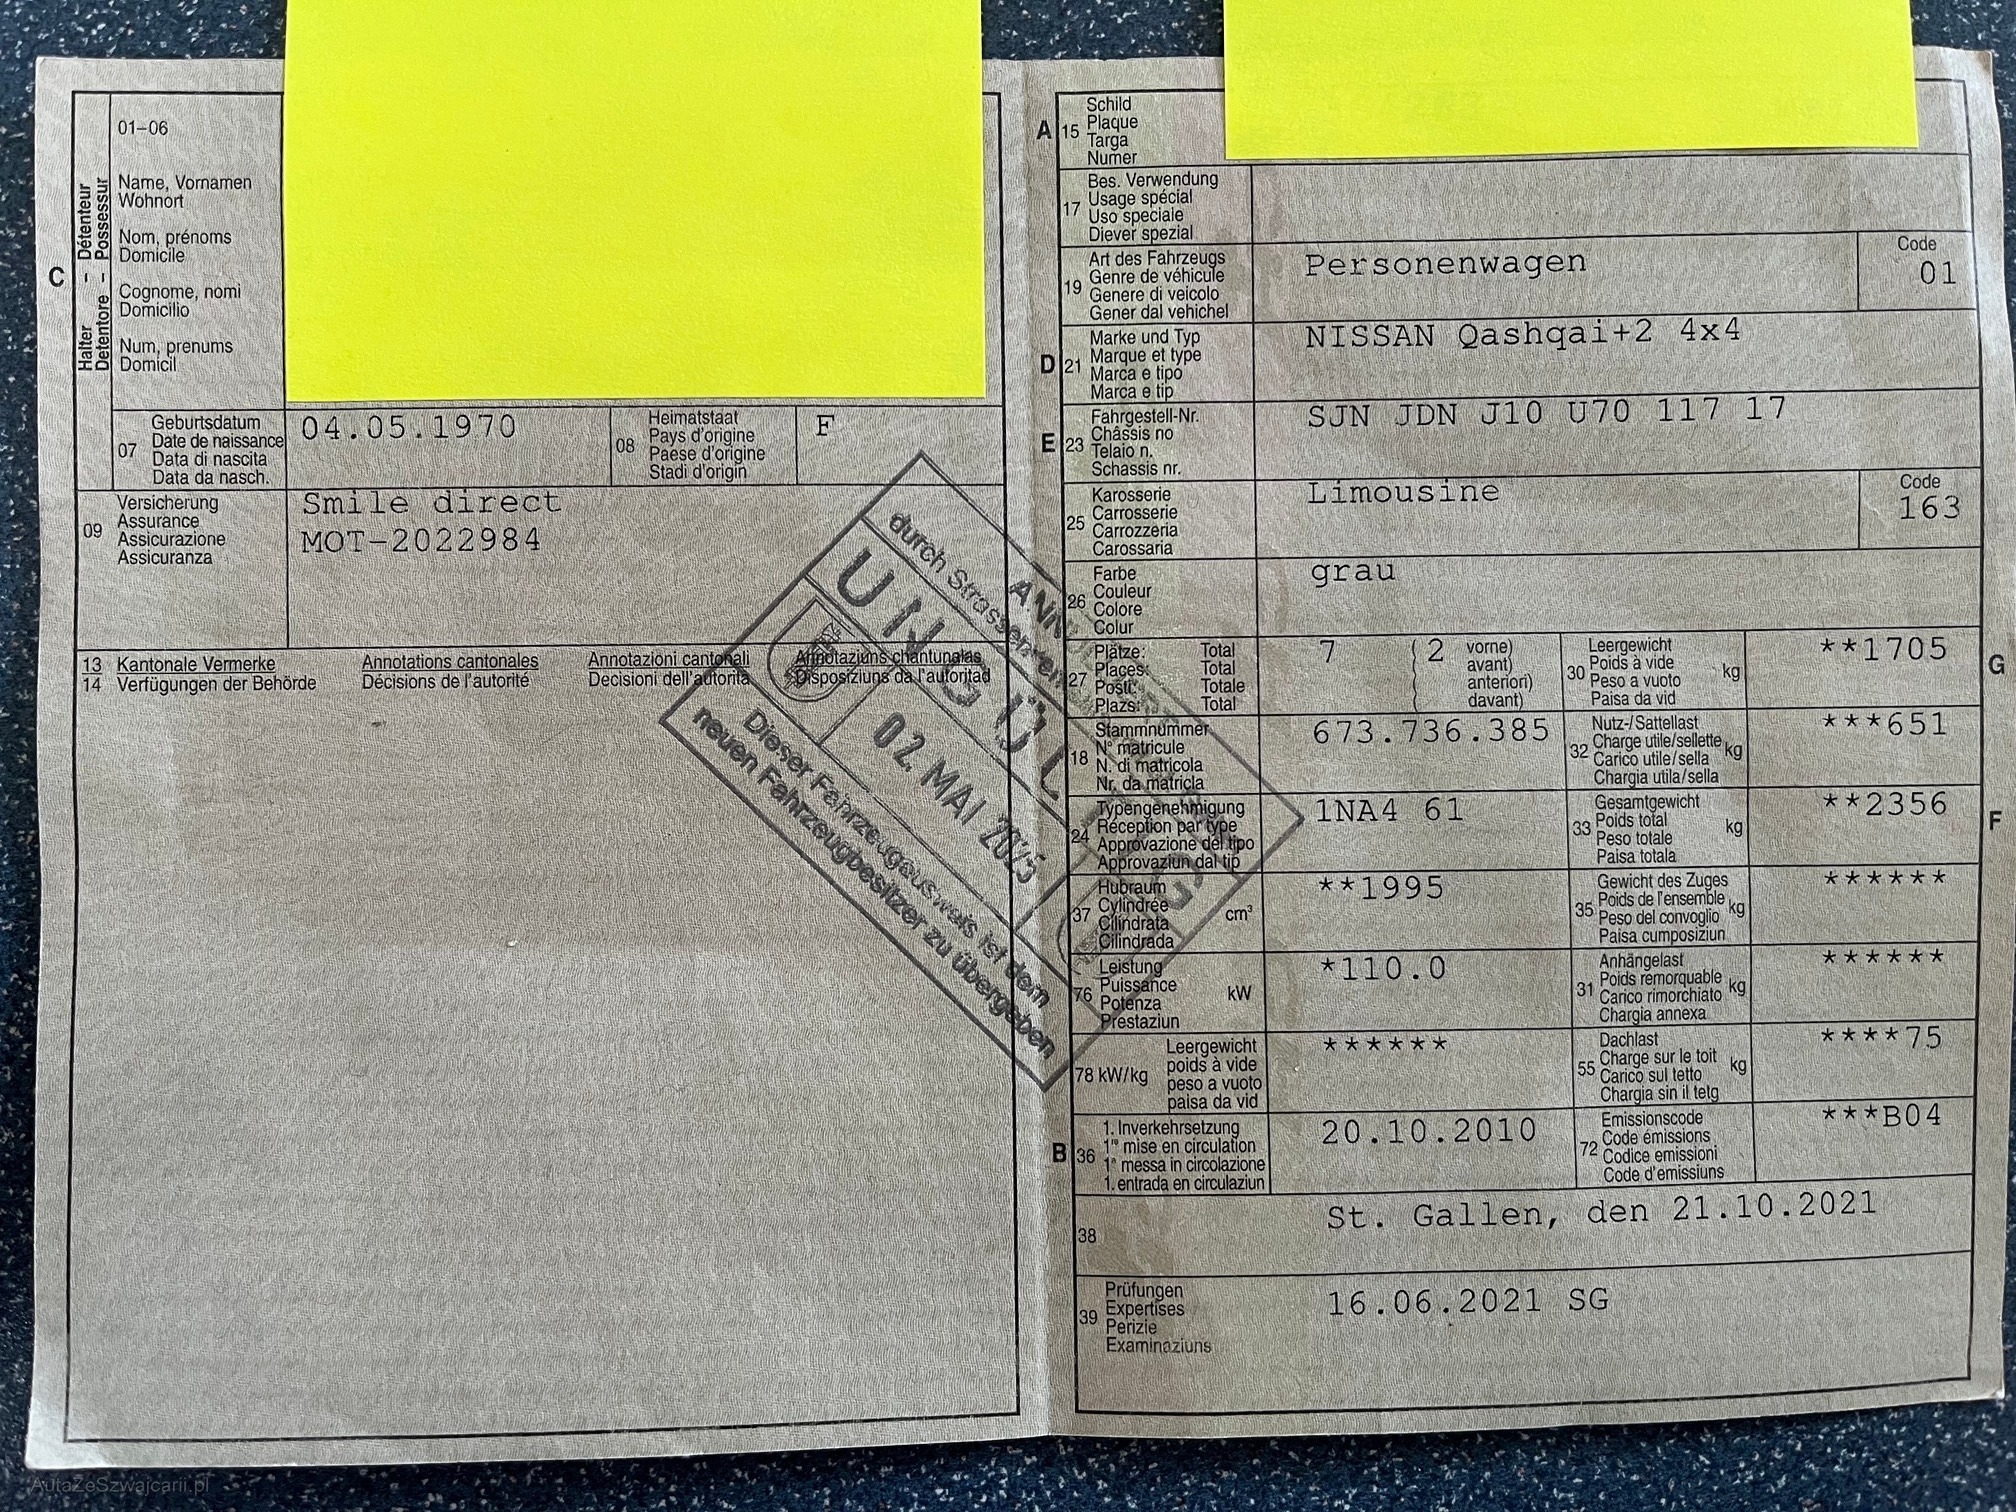 01–06
Halter – Détenteur
Detentore – Possessur
C
Name, Vornamen
Wohnort
Nom, prénoms
Domicile
Cognome, nomi
Domicilio
Num, prenums
Domicil
07
Geburtsdatum
Date de naissance
Data di nascita
Data da nasch.
04.05.1970
08
Heimatstaat
Pays d'origine
Paese d'origine
Stadi d'origin
F
09
Versicherung
Assurance
Assicurazione
Assicuranza
Smile direct
MOT-2022984
13 Kantonale Vermerke Annotations cantonales Annotazioni cantonali Annotaziuns chantunalas
14 Verfügungen der Behörde Décisions de l'autorité Decisioni dell'autorità Disposiziuns da l'autoritad
durch Strassen
UNGÜL
02. MAI 2025
Dieser Fahrzeugausweis ist dem
neuen Fahrzeugbesitzer zu übergeben
A
15
Schild
Plaque
Targa
Numer
17
Bes. Verwendung
Usage spécial
Uso speciale
Diever spezial
19
Art des Fahrzeugs
Genre de véhicule
Genere di veicolo
Gener dal vehichel
Personenwagen
Code
01
D
21
Marke und Typ
Marque et type
Marca e tipo
Marca e tip
NISSAN Qashqai+2 4x4
E
23
Fahrgestell-Nr.
Châssis no
Telaio n.
Schassis nr.
SJN JDN J10 U70 117 17
25
Karosserie
Carrosserie
Carrozzeria
Carossaria
Limousine
Code
163
26
Farbe
Couleur
Colore
Colur
grau
27
Plätze: Total
Places: Total
Posti: Totale
Plazs: Total
7 ( 2 vorne)
avant)
anteriori)
davant)
30
Leergewicht
Poids à vide
Peso a vuoto
Paisa da vid
kg
**1705
G
18
Stammnummer
N° matricule
N. di matricola
Nr. da matricla
673.736.385
32
Nutz-/Sattellast
Charge utile/sellette
Carico utile/sella
Chargia utila/sella
kg
***651
24
Typengenehmigung
Réception par type
Approvazione del tipo
Approvaziun dal tip
1NA4 61
33
Gesamtgewicht
Poids total
Peso totale
Paisa totala
kg
**2356
F
37
Hubraum
Cylindrée
Cilindrata
Cilindrada
cm³
**1995
35
Gewicht des Zuges
Poids de l'ensemble
Peso del convoglio
Paisa cumposiziun
kg
******
76
Leistung
Puissance
Potenza
Prestaziun
kW
*110.0
31
Anhängelast
Poids remorquable
Carico rimorchiato
Chargia annexa
kg
******
78 kW/kg
Leergewicht
poids à vide
peso a vuoto
paisa da vid
******
55
Dachlast
Charge sur le toit
Carico sul tetto
Chargia sin il tetg
kg
****75
B
36
1. Inverkehrsetzung
1re mise en circulation
1a messa in circolazione
1. entrada en circulaziun
20.10.2010
72
Emissionscode
Code émissions
Codice emissioni
Code d'emissiuns
***B04
38
St. Gallen, den 21.10.2021
39
Prüfungen
Expertises
Perizie
Examinaziuns
16.06.2021 SG
AutaZeSzwajcarii.pl